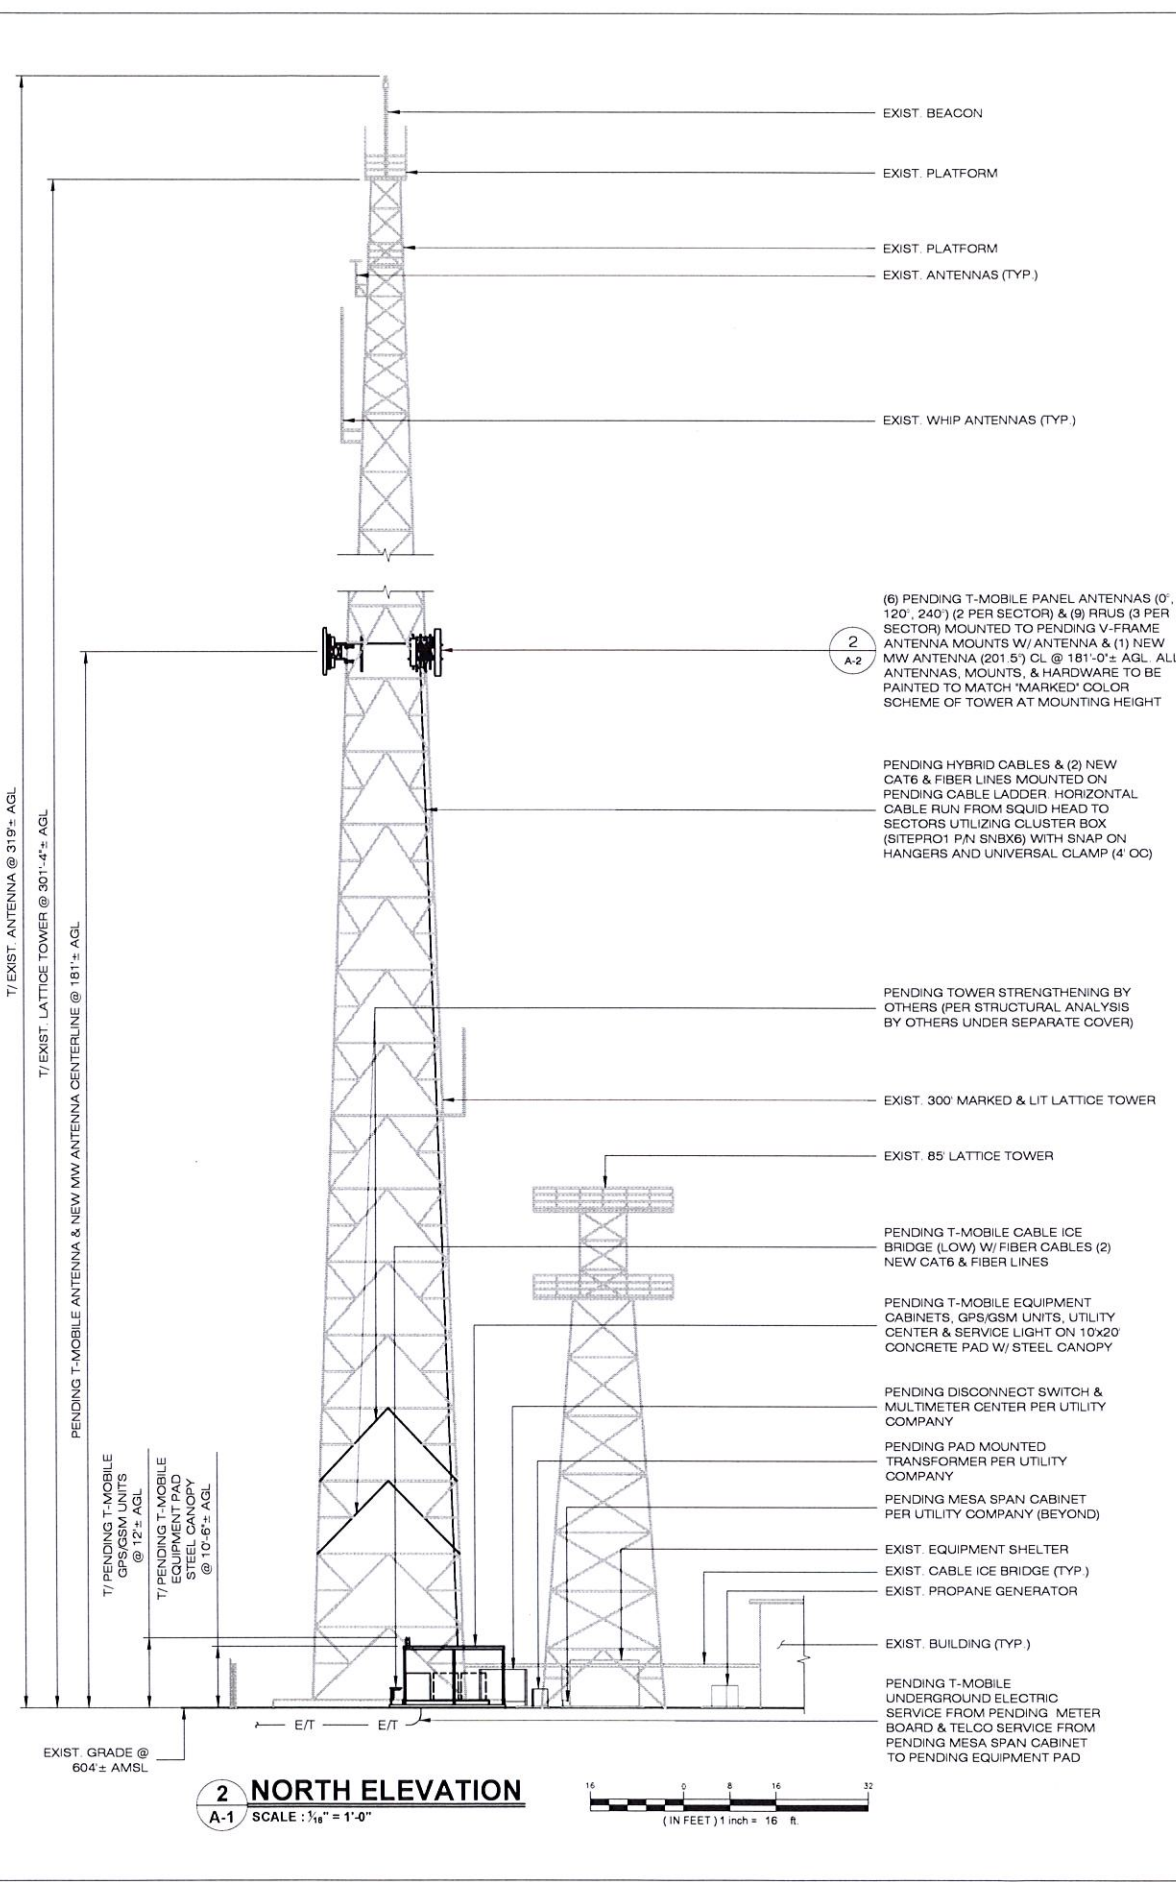 EXIST. BEACON
EXIST. PLATFORM
EXIST. PLATFORM
EXIST. ANTENNAS (TYP.)
EXIST. WHIP ANTENNAS (TYP.)
2
A-2
(6) PENDING T-MOBILE PANEL ANTENNAS (0°,
120°, 240°) (2 PER SECTOR) & (9) RRUS (3 PER
SECTOR) MOUNTED TO PENDING V-FRAME
ANTENNA MOUNTS W/ ANTENNA & (1) NEW
MW ANTENNA (201.5°) CL @ 181'-0"± AGL. ALL
ANTENNAS, MOUNTS, & HARDWARE TO BE
PAINTED TO MATCH "MARKED" COLOR
SCHEME OF TOWER AT MOUNTING HEIGHT
PENDING HYBRID CABLES & (2) NEW
CAT6 & FIBER LINES MOUNTED ON
PENDING CABLE LADDER. HORIZONTAL
CABLE RUN FROM SQUID HEAD TO
SECTORS UTILIZING CLUSTER BOX
(SITEPRO1 P/N SNBX6) WITH SNAP ON
HANGERS AND UNIVERSAL CLAMP (4' OC)
PENDING TOWER STRENGTHENING BY
OTHERS (PER STRUCTURAL ANALYSIS
BY OTHERS UNDER SEPARATE COVER)
EXIST. 300' MARKED & LIT LATTICE TOWER
EXIST. 85' LATTICE TOWER
PENDING T-MOBILE CABLE ICE
BRIDGE (LOW) W/ FIBER CABLES (2)
NEW CAT6 & FIBER LINES
PENDING T-MOBILE EQUIPMENT
CABINETS, GPS/GSM UNITS, UTILITY
CENTER & SERVICE LIGHT ON 10'x20'
CONCRETE PAD W/ STEEL CANOPY
PENDING DISCONNECT SWITCH &
MULTIMETER CENTER PER UTILITY
COMPANY
PENDING PAD MOUNTED
TRANSFORMER PER UTILITY
COMPANY
PENDING MESA SPAN CABINET
PER UTILITY COMPANY (BEYOND)
EXIST. EQUIPMENT SHELTER
EXIST. CABLE ICE BRIDGE (TYP.)
EXIST. PROPANE GENERATOR
EXIST. BUILDING (TYP.)
PENDING T-MOBILE
UNDERGROUND ELECTRIC
SERVICE FROM PENDING METER
BOARD & TELCO SERVICE FROM
PENDING MESA SPAN CABINET
TO PENDING EQUIPMENT PAD
T/ EXIST. ANTENNA @ 319'± AGL
T/ EXIST. LATTICE TOWER @ 301'-4"± AGL
PENDING T-MOBILE ANTENNA & NEW MW ANTENNA CENTERLINE @ 181'± AGL
T/ PENDING T-MOBILE
GPS/GSM UNITS
@ 12'± AGL
T/ PENDING T-MOBILE
EQUIPMENT PAD
STEEL CANOPY
@ 10'-6"± AGL
E/T
E/T
EXIST. GRADE @
604'± AMSL
2
A-1
NORTH ELEVATION
SCALE : 1/16" = 1'-0"
16 0 8 16 32
( IN FEET ) 1 inch = 16 ft.